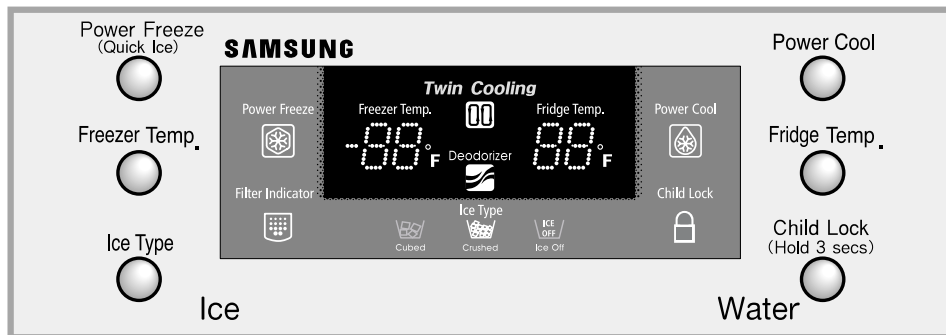 Power Freeze
(Quick Ice)
Freezer Temp.
Ice Type
SAMSUNG
Twin Cooling
Power Freeze
Freezer Temp.
Fridge Temp.
Power Cool
-88°F
88°F
Deodorizer
Filter Indicator
Child Lock
Ice Type
ICE
OFF
Cubed
Crushed
Ice Off
Power Cool
Fridge Temp.
Child Lock
(Hold 3 secs)
Ice
Water